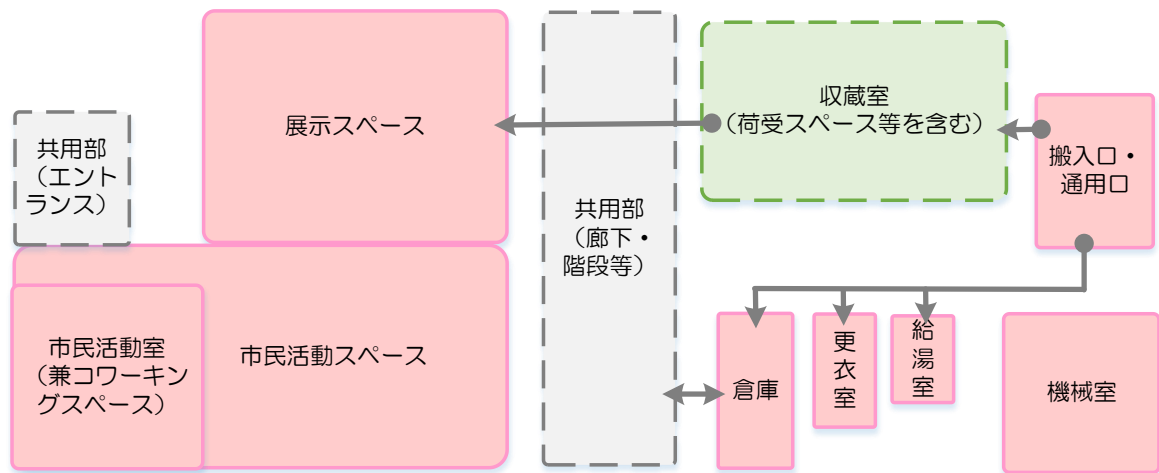 展示スペース
共用部
（エント
ランス）
市民活動室
（兼コワーキン
グスペース）
市民活動スペース
共用部
（廊下・
階段等）
収蔵室
（荷受スペース等を含む）
搬入口・
通用口
倉庫
更
衣
室
給
湯
室
機械室